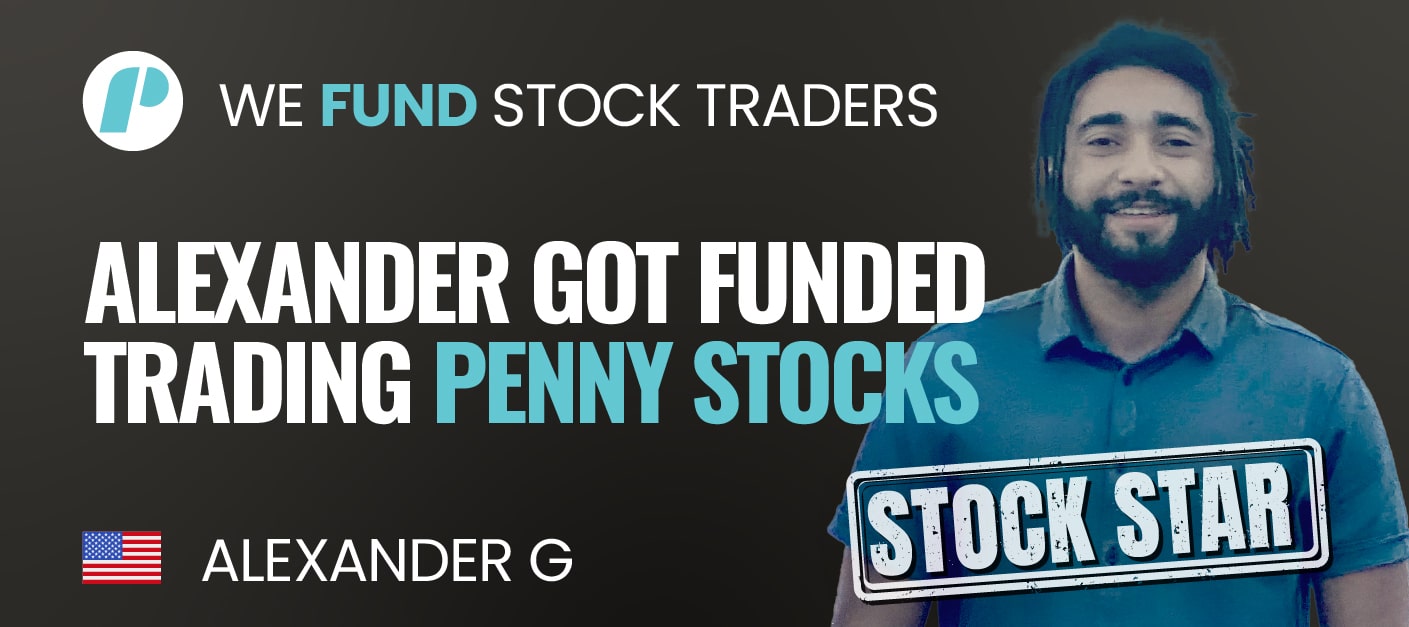 P
WE FUND STOCK TRADERS
ALEXANDER GOT FUNDED
TRADING PENNY STOCKS
STOCK STAR
ALEXANDER G